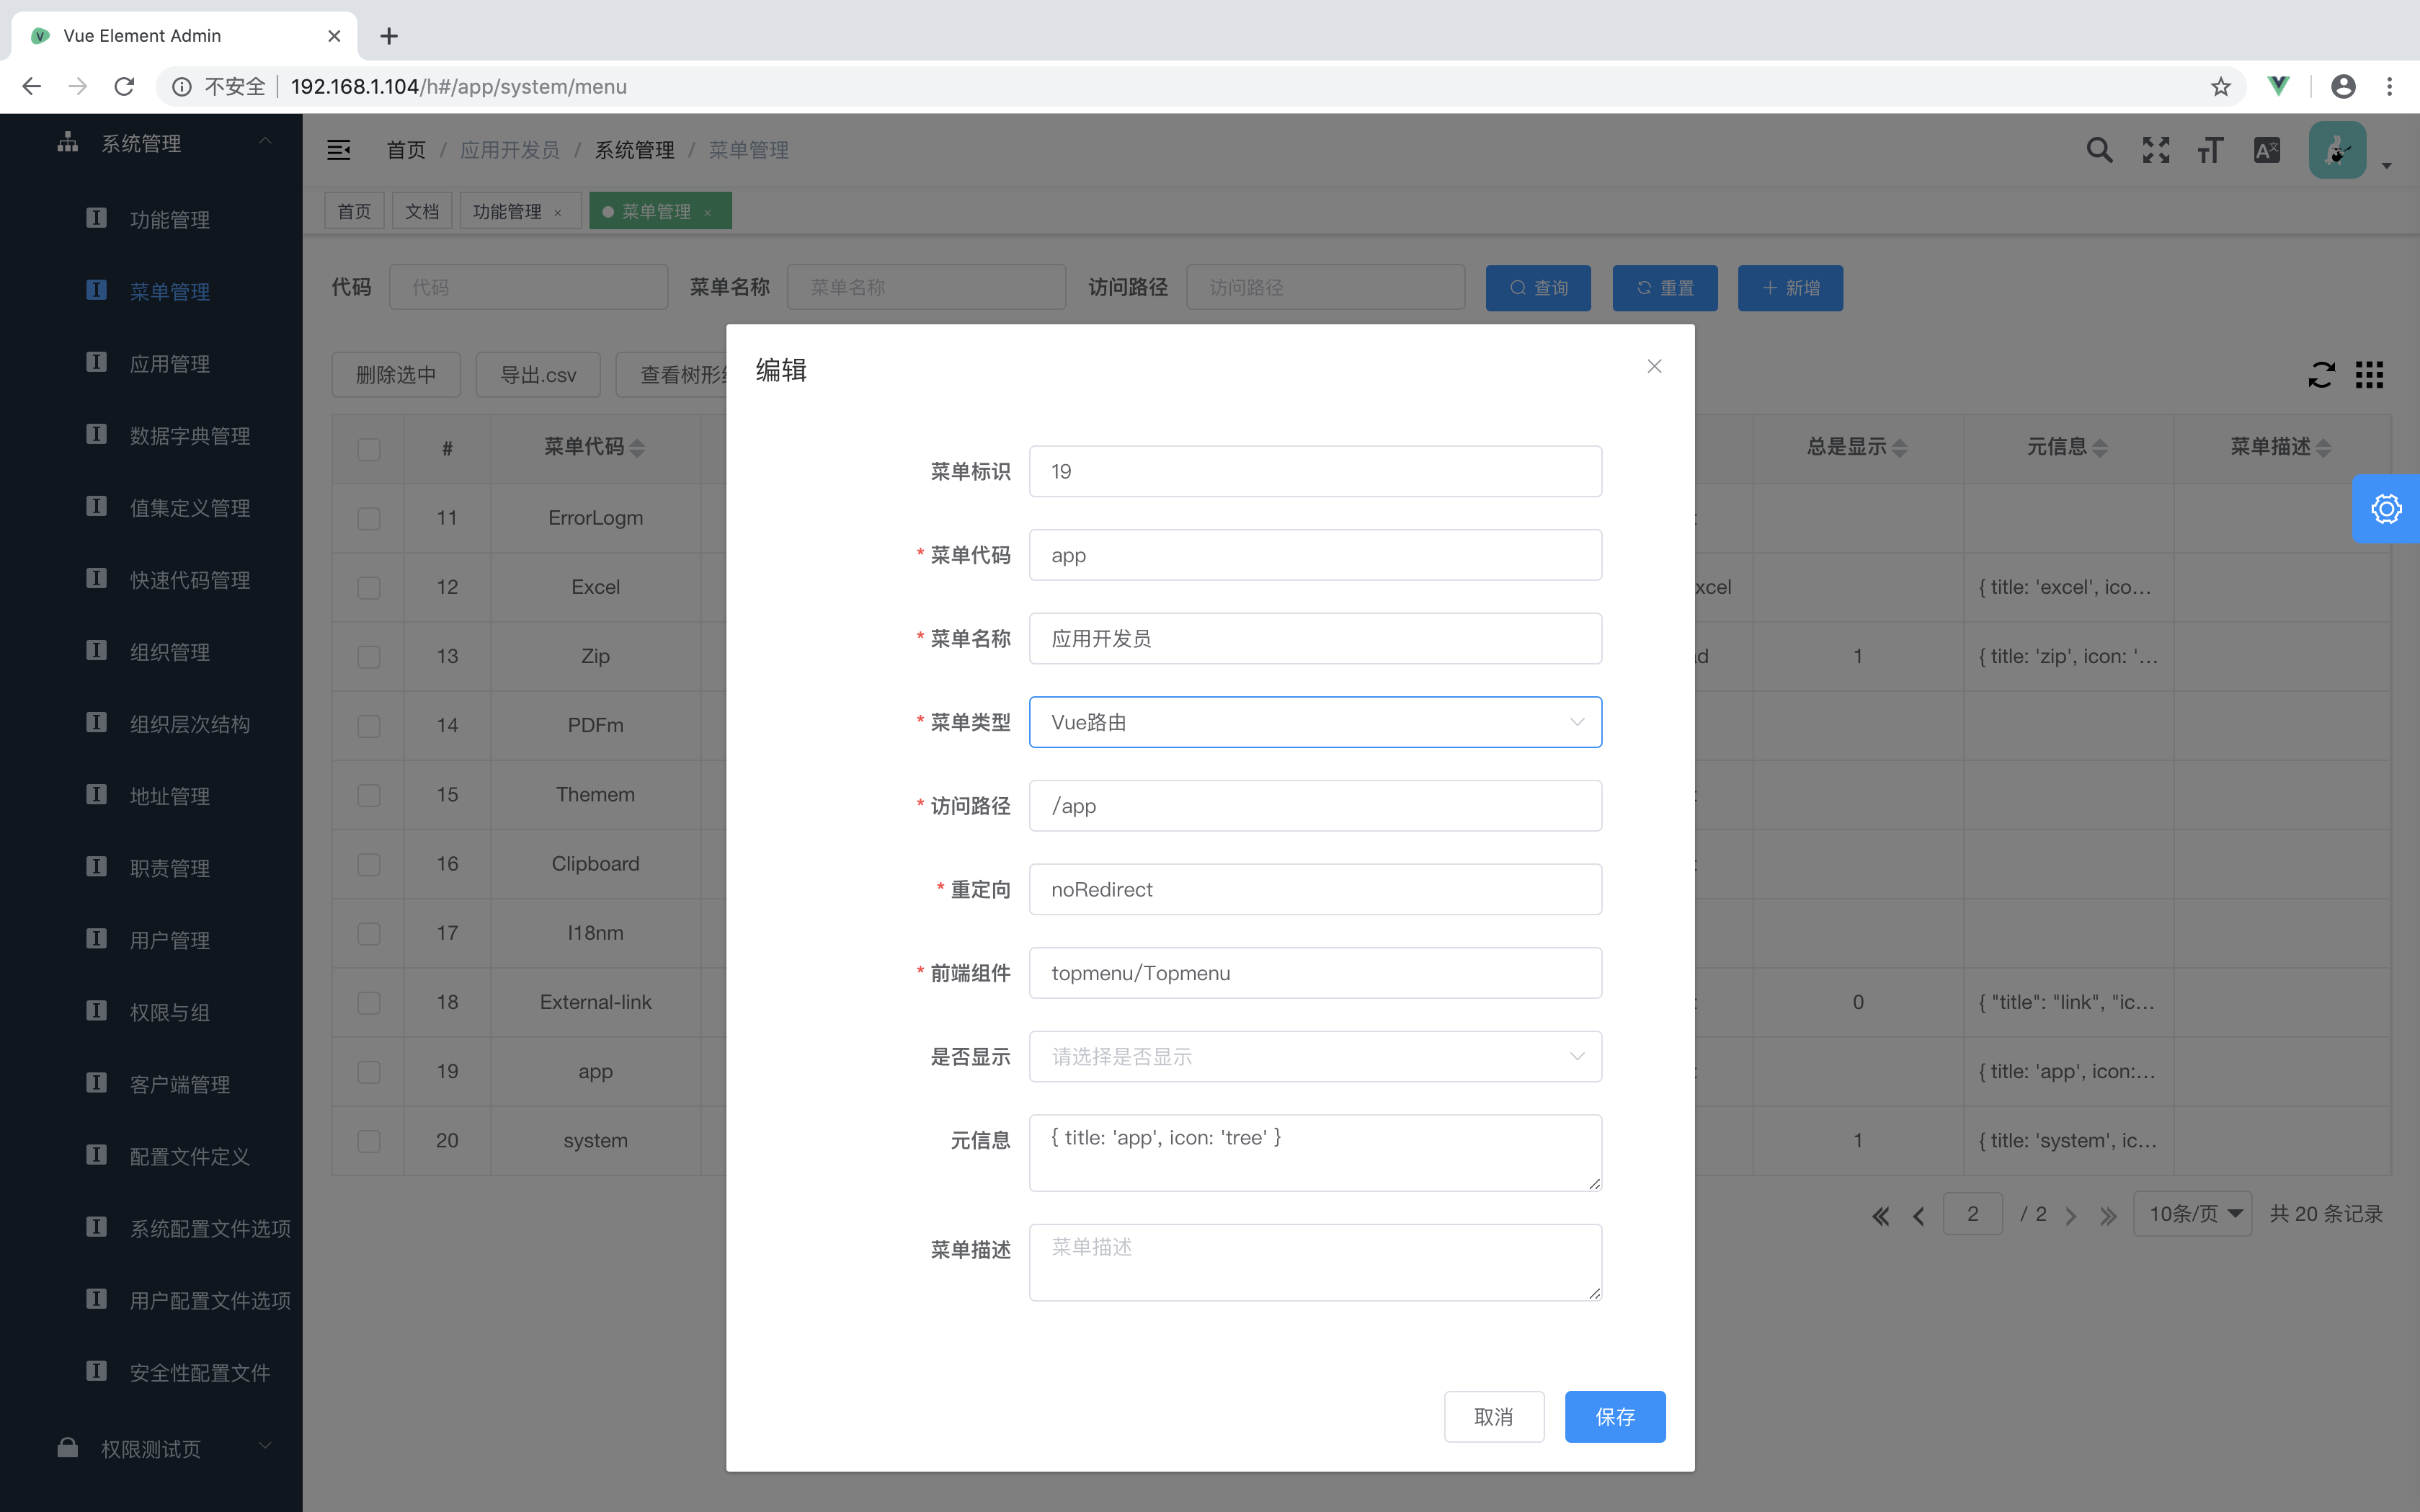 Vue Element Admin
不安全 192.168.1.104/h#/app/system/menu
系统管理
功能管理
菜单管理
应用管理
数据字典管理
值集定义管理
快速代码管理
组织管理
组织层次结构
地址管理
职责管理
用户管理
权限与组
客户端管理
配置文件定义
系统配置文件选项
用户配置文件选项
安全性配置文件
权限测试页
首页 / 应用开发员 / 系统管理 / 菜单管理
首页 文档 功能管理 × 菜单管理 ×
代码 代码 菜单名称 菜单名称 访问路径 访问路径 查询 重置 新增
删除选中 导出.csv 查看树形
# 菜单代码 总是显示 元信息 菜单描述
11 ErrorLogm
12 Excel xcel { title: 'excel', ico...
13 Zip d 1 { title: 'zip', icon: '...
14 PDFm
15 Themem
16 Clipboard
17 I18nm
18 External-link 0 { "title": "link", "ic...
19 app { title: 'app', icon:...
20 system 1 { title: 'system', ic...
2 / 2 10条/页 共 20 条记录
编辑
菜单标识 19
* 菜单代码 app
* 菜单名称 应用开发员
* 菜单类型 Vue路由
* 访问路径 /app
* 重定向 noRedirect
* 前端组件 topmenu/Topmenu
是否显示 请选择是否显示
元信息 { title: 'app', icon: 'tree' }
菜单描述 菜单描述
取消 保存